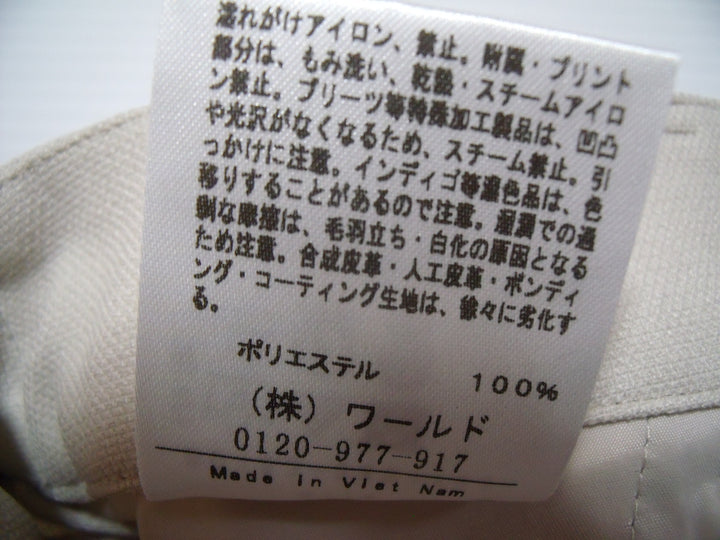 濡れがけアイロン、禁止。附属・プリント
部分は、もみ洗い、乾燥・スチームアイロ
ン禁止。プリーツ等特殊加工製品は、凹凸
や光沢がなくなるため、スチーム禁止。引
っかけに注意。インディゴ等濃色品は、色
移りすることがあるので注意。湿潤での過
剰な摩擦は、毛羽立ち・白化の原因となる
ため注意。合成皮革・人工皮革・ボンディ
ング・コーティング生地は、徐々に劣化す
る。
ポリエステル 100%
(株) ワールド
0120-977-917
Made in Viet Nam